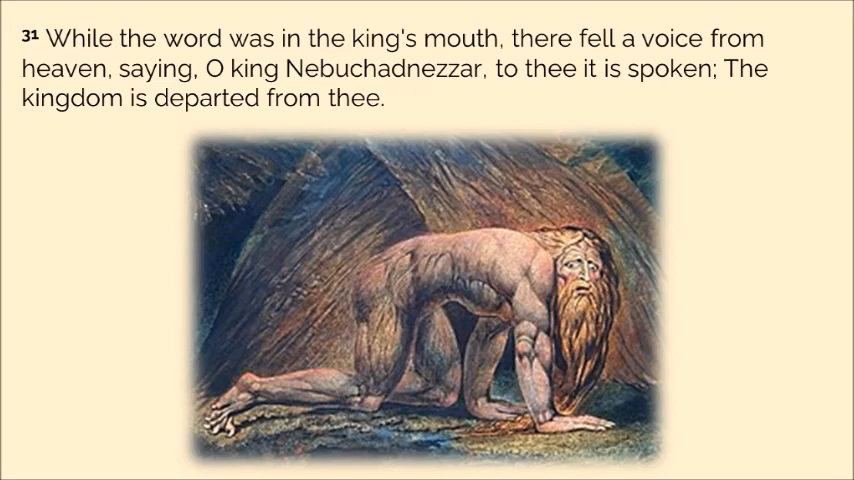 31 While the word was in the king's mouth, there fell a voice from
heaven, saying, O king Nebuchadnezzar, to thee it is spoken; The
kingdom is departed from thee.